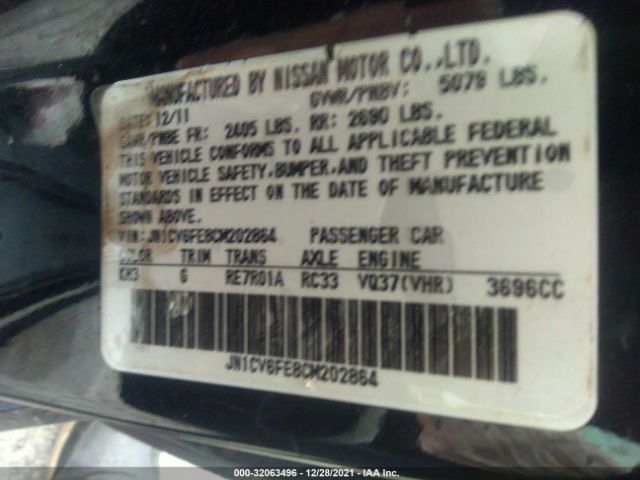 MANUFACTURED BY NISSAN MOTOR CO.,LTD.
DATE: 12/11 GVWR/PNBV: 5079 LBS.
GAWR/PNBE FR: 2405 LBS. RR: 2690 LBS.
THIS VEHICLE CONFORMS TO ALL APPLICABLE FEDERAL
MOTOR VEHICLE SAFETY,BUMPER,AND THEFT PREVENTION
STANDARDS IN EFFECT ON THE DATE OF MANUFACTURE
SHOWN ABOVE.
VIN: JN1CV6FE8CM202864 PASSENGER CAR
COLOR TRIM TRANS AXLE ENGINE
KH3 G RE7R01A RC33 VQ37(VHR) 3696CC
JN1CV6FE8CM202864
000-32063496 - 12/28/2021 - IAA Inc.